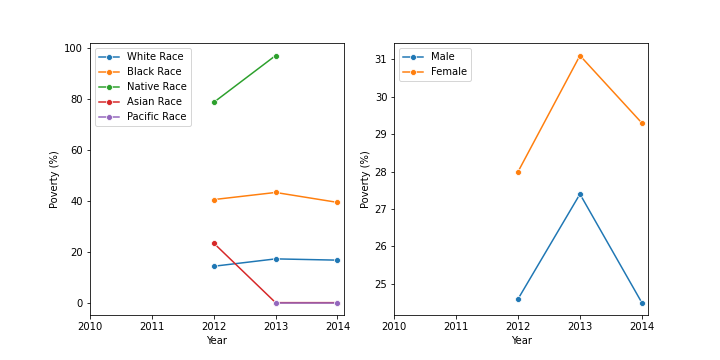 100
80
60
40
20
0
Poverty (%)
2010 2011 2012 2013 2014
Year
White Race
Black Race
Native Race
Asian Race
Pacific Race
31
30
29
28
27
26
25
Poverty (%)
2010 2011 2012 2013 2014
Year
Male
Female